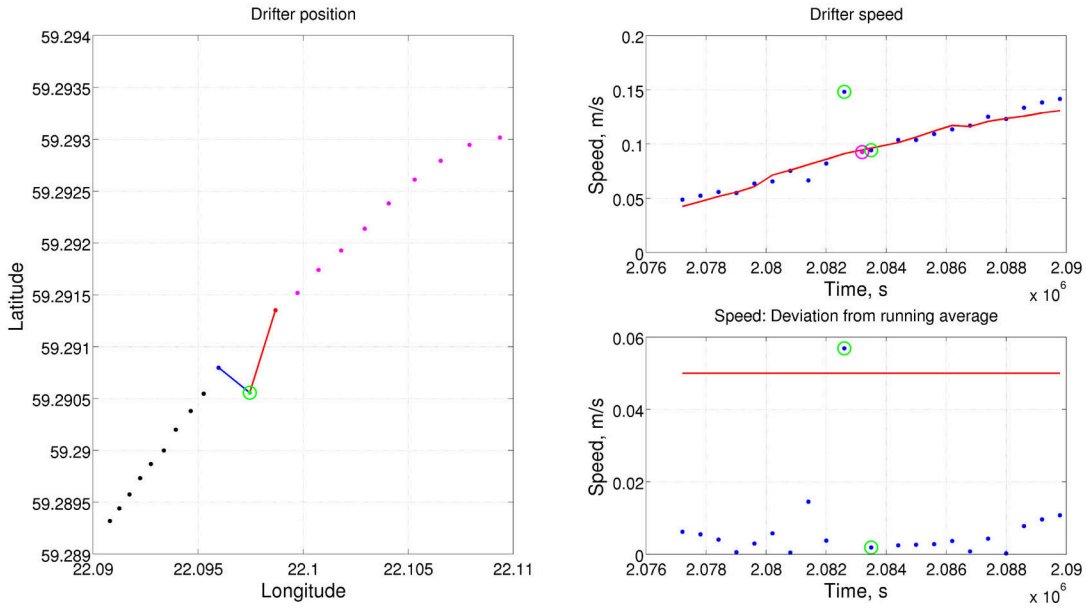 Drifter position
59.294
59.2935
59.293
59.2925
59.292
59.2915
59.291
59.2905
59.29
59.2895
59.289
Latitude
22.09 22.095 22.1 22.105 22.11
Longitude
Drifter speed
0.2
0.15
0.1
0.05
0
Speed, m/s
2.076 2.078 2.08 2.082 2.084 2.086 2.088 2.09
Time, s
x 10^6
Speed: Deviation from running average
0.06
0.04
0.02
0
Speed, m/s
2.076 2.078 2.08 2.082 2.084 2.086 2.088 2.09
Time, s
x 10^6